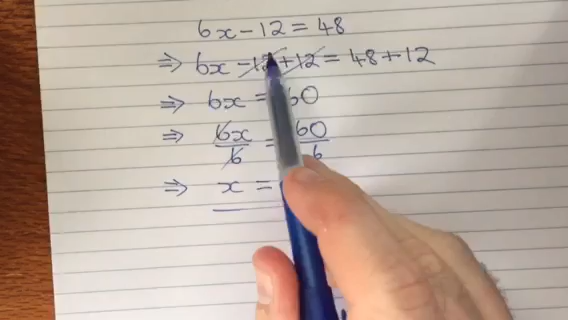 6x - 12 = 48
⇒ 6x - 12 + 12 = 48 + 12
⇒ 6x = 60
⇒ 6x/6 = 60/6
⇒ x =